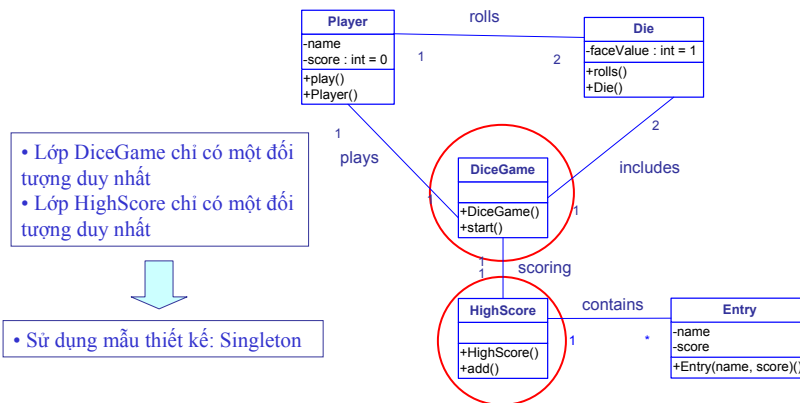 Player
-name
-score : int = 0
+play()
+Player()
rolls
1
2
Die
-faceValue : int = 1
+rolls()
+Die()
1
plays
1
2
includes
1
DiceGame
+DiceGame()
+start()
1
1
scoring
HighScore
+HighScore()
+add()
contains
1
*
Entry
-name
-score
+Entry(name, score)()
• Lớp DiceGame chỉ có một đối
tượng duy nhất
• Lớp HighScore chỉ có một đối
tượng duy nhất
• Sử dụng mẫu thiết kế: Singleton